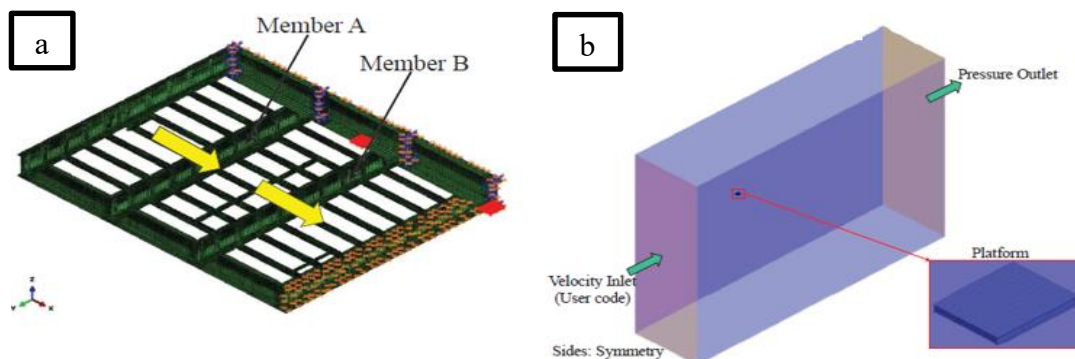 a
Member A
Member B
z
Y
x
b
Pressure Outlet
Velocity Inlet
(User code)
Sides: Symmetry
Platform